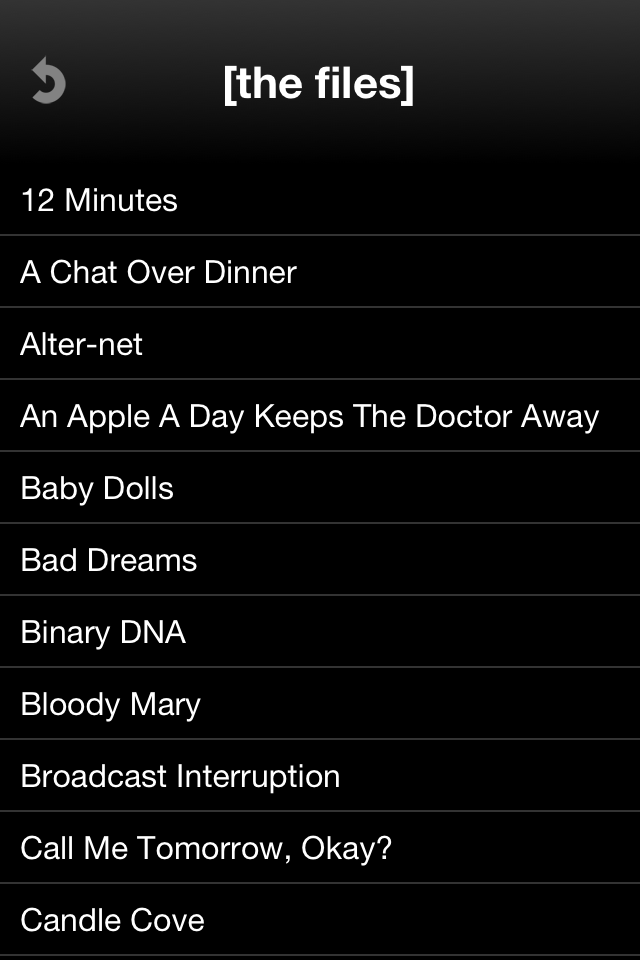 [the files]
12 Minutes
A Chat Over Dinner
Alter-net
An Apple A Day Keeps The Doctor Away
Baby Dolls
Bad Dreams
Binary DNA
Bloody Mary
Broadcast Interruption
Call Me Tomorrow, Okay?
Candle Cove